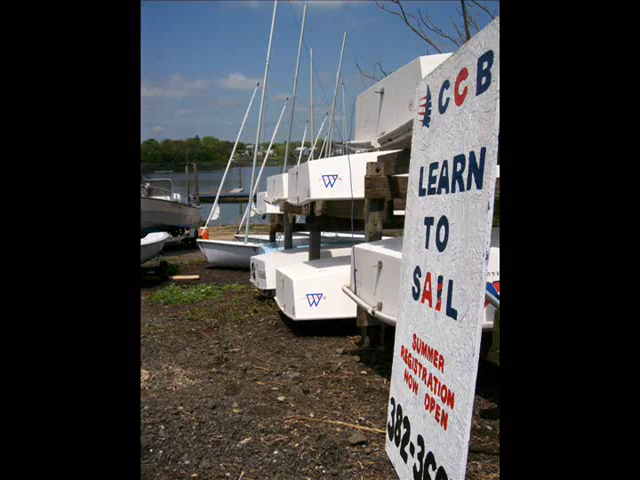 CCB
LEARN
TO
SAIL
SUMMER
REGISTRATION
NOW OPEN
W
W